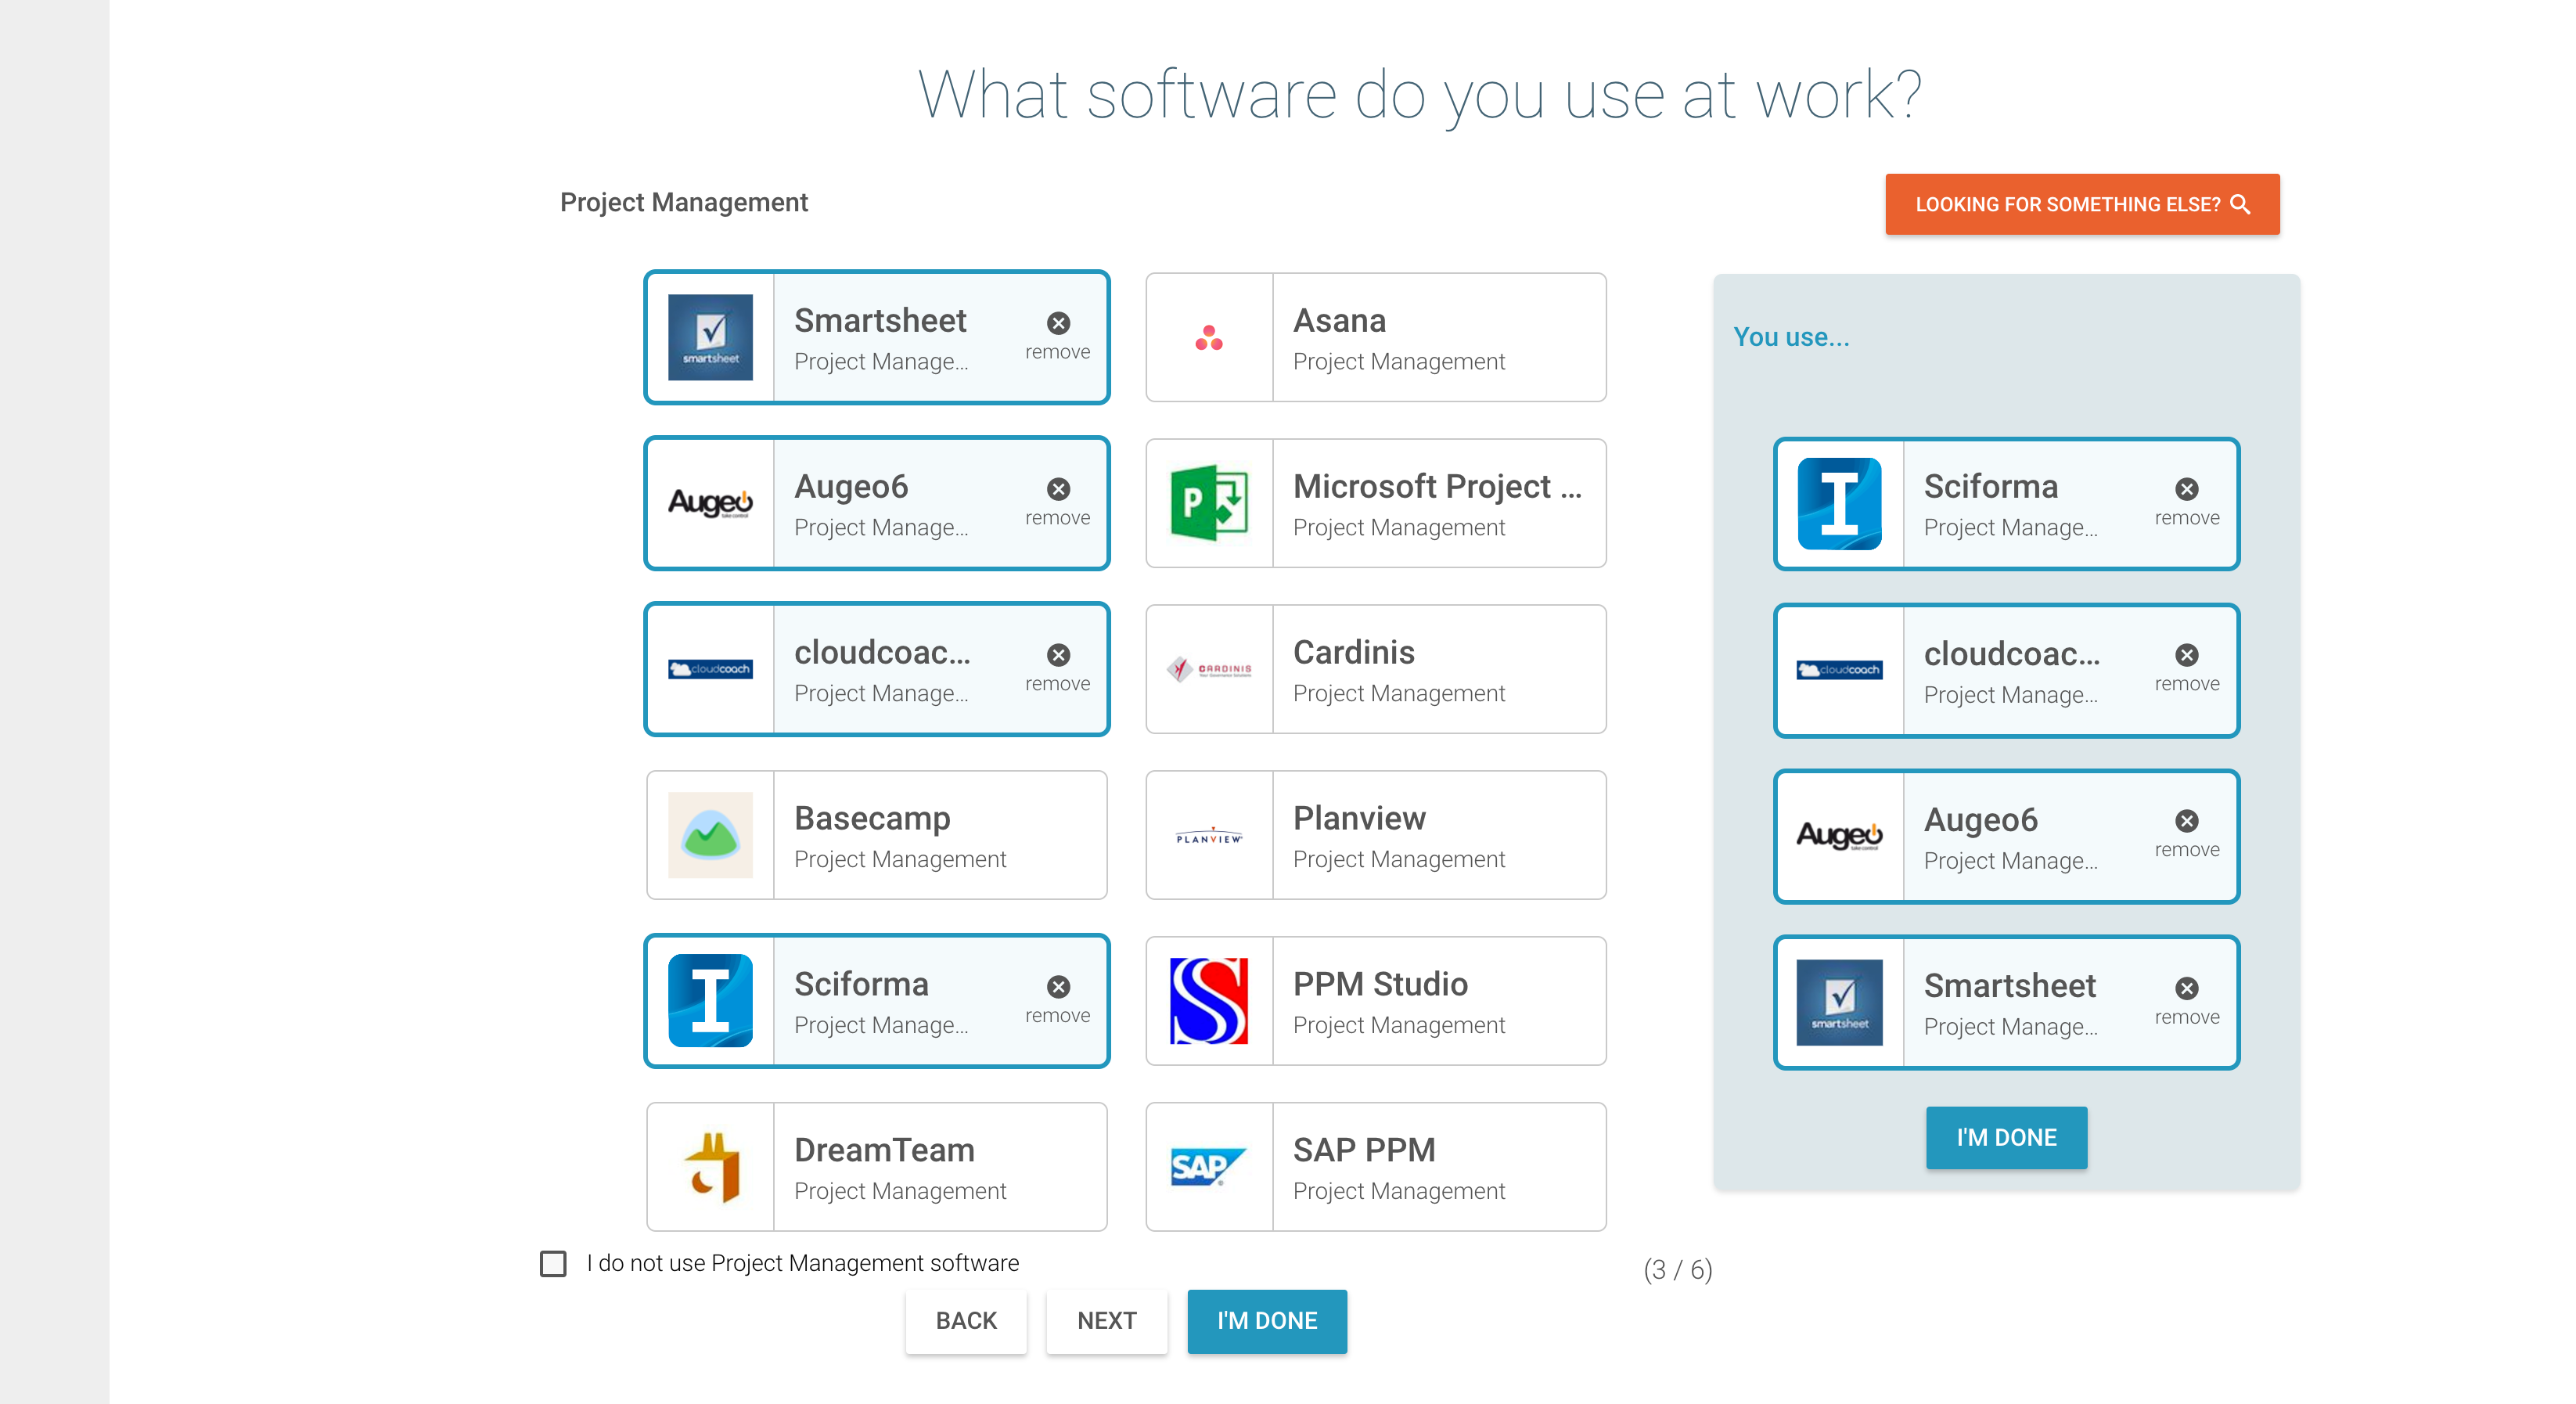 What software do you use at work?
Project Management
LOOKING FOR SOMETHING ELSE?
smartsheet
Smartsheet
Project Manage...
remove
Asana
Project Management
Augeo
take control
Augeo6
Project Manage...
remove
P
Microsoft Project ...
Project Management
cloudcoach
cloudcoac...
Project Manage...
remove
CARDINIS
Cardinis
Project Management
Basecamp
Project Management
PLANVIEW
Planview
Project Management
I
Sciforma
Project Manage...
remove
S
PPM Studio
Project Management
DreamTeam
Project Management
SAP
SAP PPM
Project Management
You use...
I
Sciforma
Project Manage...
remove
cloudcoach
cloudcoac...
Project Manage...
remove
Augeo
take control
Augeo6
Project Manage...
remove
smartsheet
Smartsheet
Project Manage...
remove
I'M DONE
I do not use Project Management software
(3 / 6)
BACK
NEXT
I'M DONE